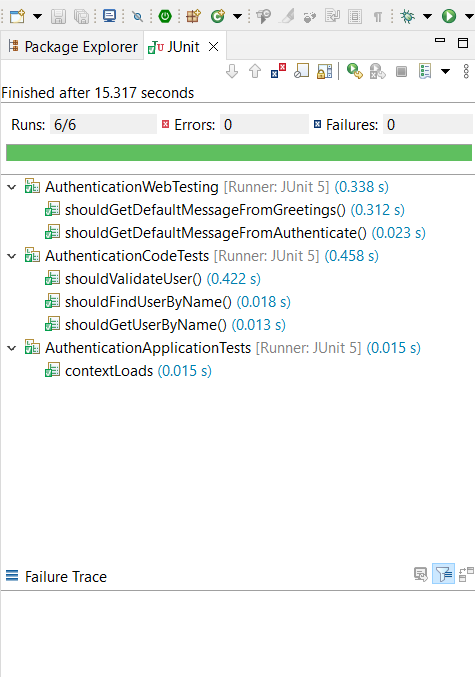 Package Explorer JUnit
Finished after 15.317 seconds
Runs: 6/6 Errors: 0 Failures: 0
AuthenticationWebTesting [Runner: JUnit 5] (0.338 s)
shouldGetDefaultMessageFromGreetings() (0.312 s)
shouldGetDefaultMessageFromAuthenticate() (0.023 s)
AuthenticationCodeTests [Runner: JUnit 5] (0.458 s)
shouldValidateUser() (0.422 s)
shouldFindUserByName() (0.018 s)
shouldGetUserByName() (0.013 s)
AuthenticationApplicationTests [Runner: JUnit 5] (0.015 s)
contextLoads (0.015 s)
Failure Trace